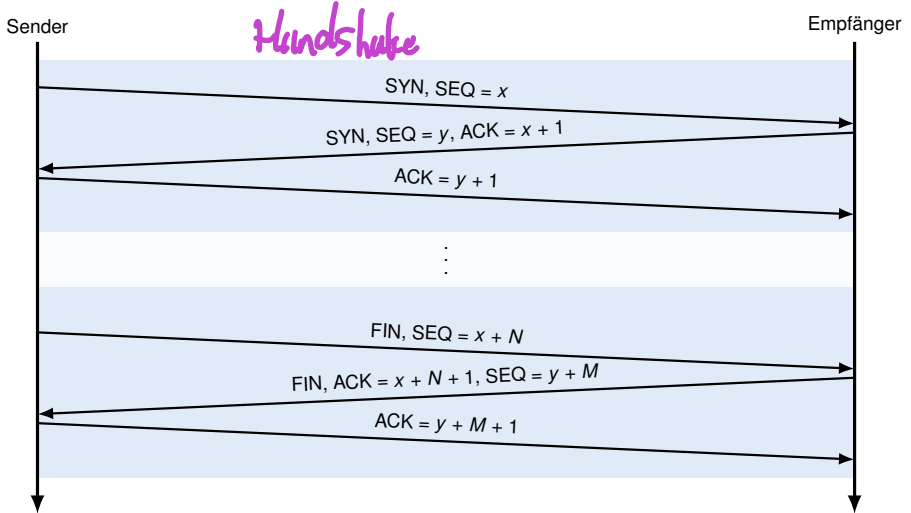 Sender
Handshake
Empfänger
SYN, SEQ = x
SYN, SEQ = y, ACK = x + 1
ACK = y + 1
FIN, SEQ = x + N
FIN, ACK = x + N + 1, SEQ = y + M
ACK = y + M + 1